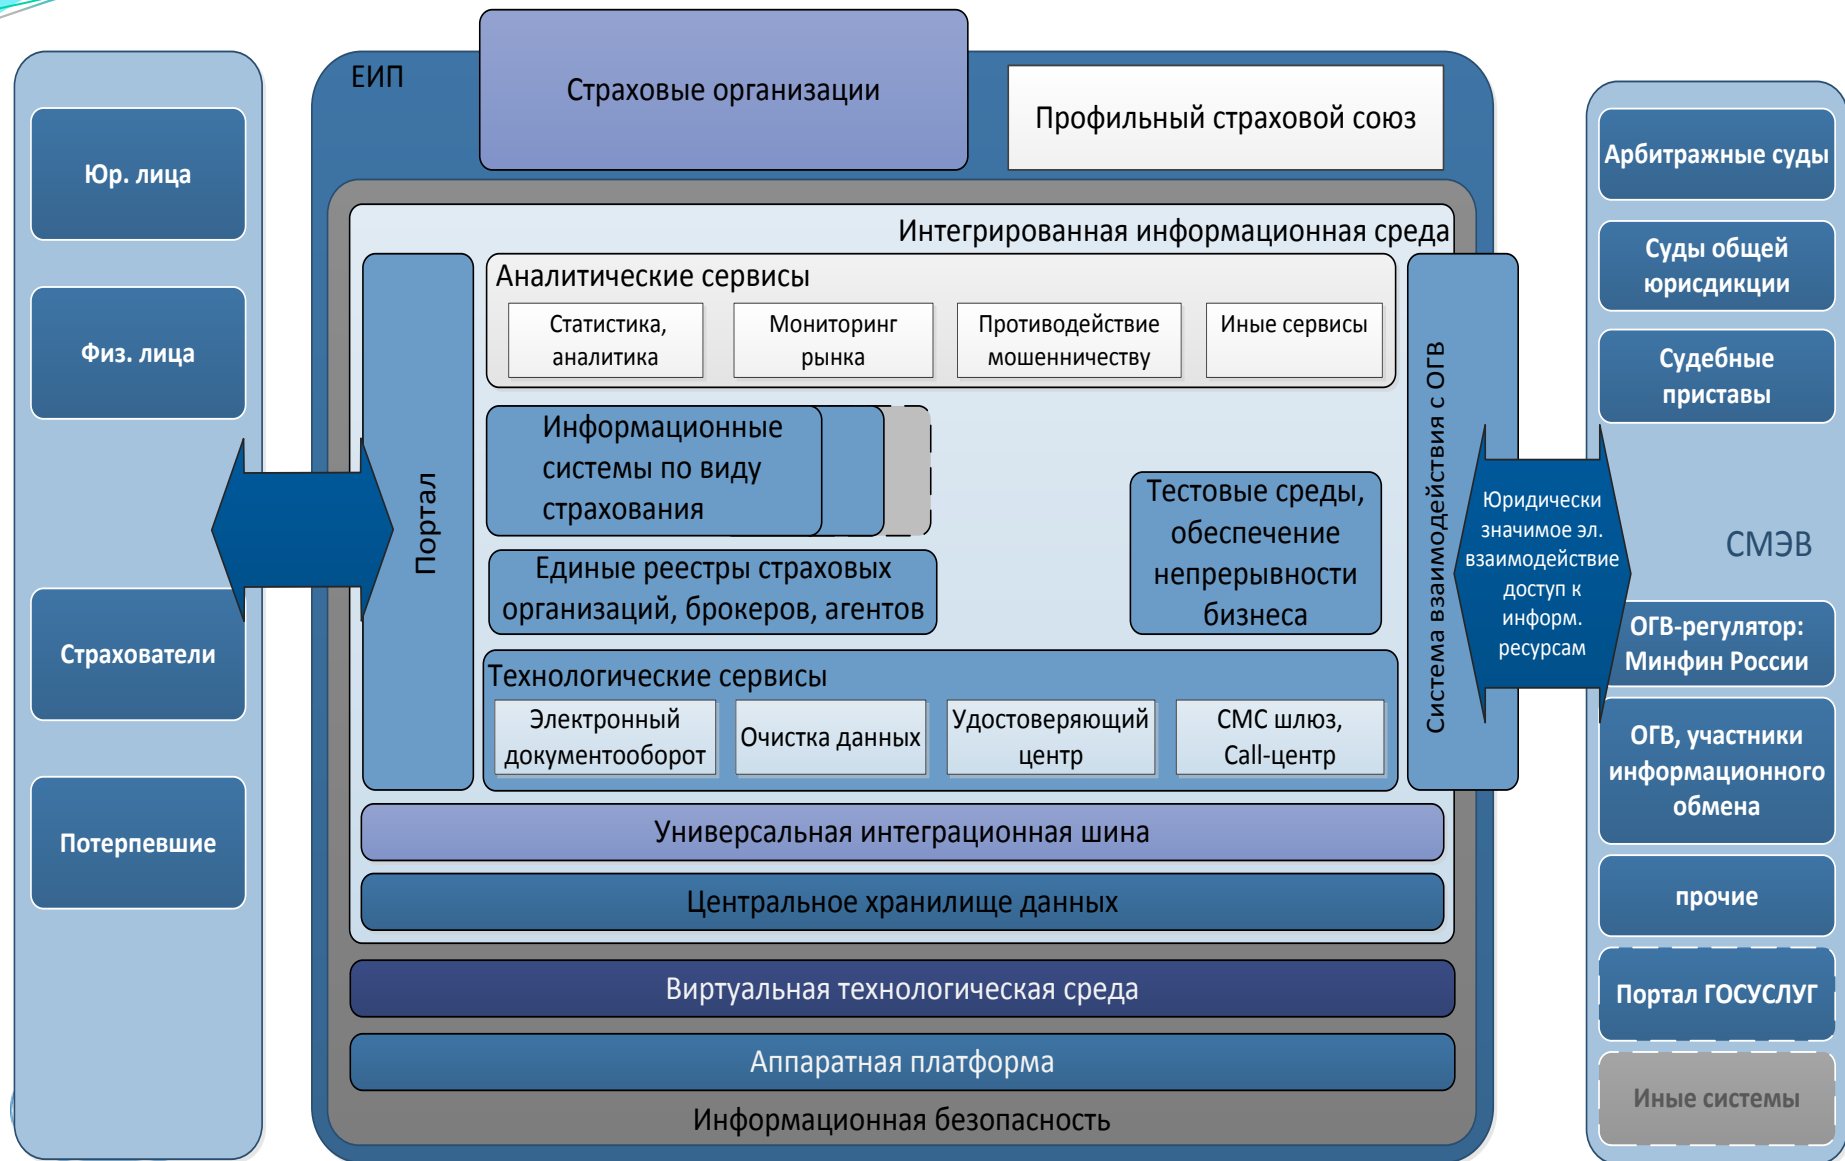 Юр. лица
Физ. лица
Страхователи
Потерпевшие
ЕИП
Страховые организации
Профильный страховой союз
Интегрированная информационная среда
Портал
Аналитические сервисы
Статистика,
аналитика
Мониторинг
рынка
Противодействие
мошенничеству
Иные сервисы
Информационные
системы по виду
страхования
Единые реестры страховых
организаций, брокеров, агентов
Тестовые среды,
обеспечение
непрерывности
бизнеса
Технологические сервисы
Электронный
документооборот
Очистка данных
Удостоверяющий
центр
СМС шлюз,
Call-центр
Система взаимодействия с ОГВ
Универсальная интеграционная шина
Центральное хранилище данных
Виртуальная технологическая среда
Аппаратная платформа
Информационная безопасность
Юридически
значимое эл.
взаимодействие
доступ к
информ.
ресурсам
Арбитражные суды
Суды общей
юрисдикции
Судебные
приставы
СМЭВ
ОГВ-регулятор:
Минфин России
ОГВ, участники
информационного
обмена
прочие
Портал ГОСУСЛУГ
Иные системы